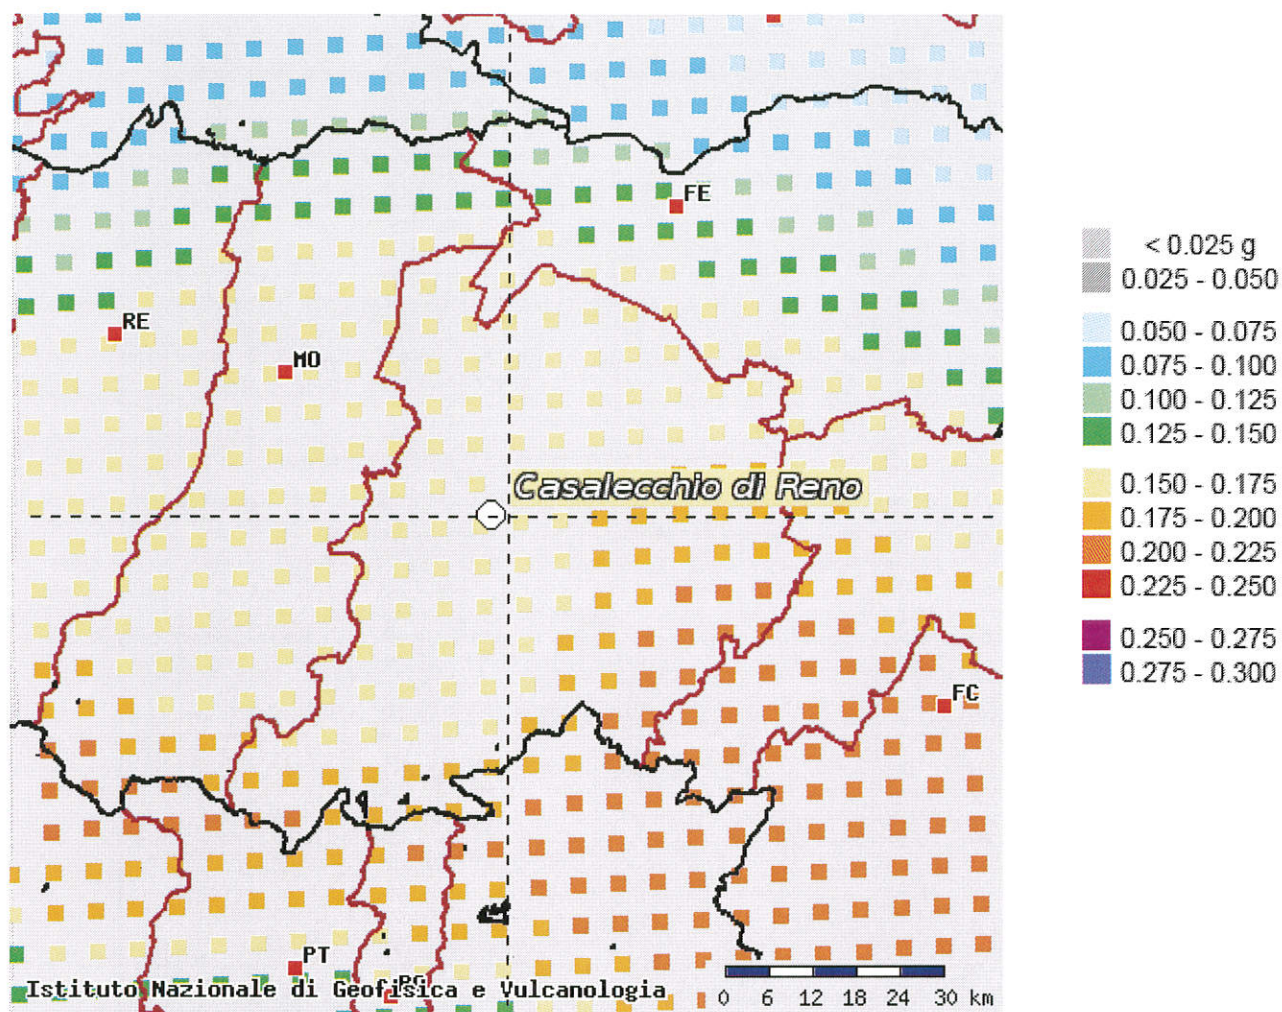 FE
RE
MO
Casalecchio di Reno
FC
PT
Istituto Nazionale di Geofisica e Vulcanologia
0 6 12 18 24 30 km
< 0.025 g
0.025 - 0.050
0.050 - 0.075
0.075 - 0.100
0.100 - 0.125
0.125 - 0.150
0.150 - 0.175
0.175 - 0.200
0.200 - 0.225
0.225 - 0.250
0.250 - 0.275
0.275 - 0.300